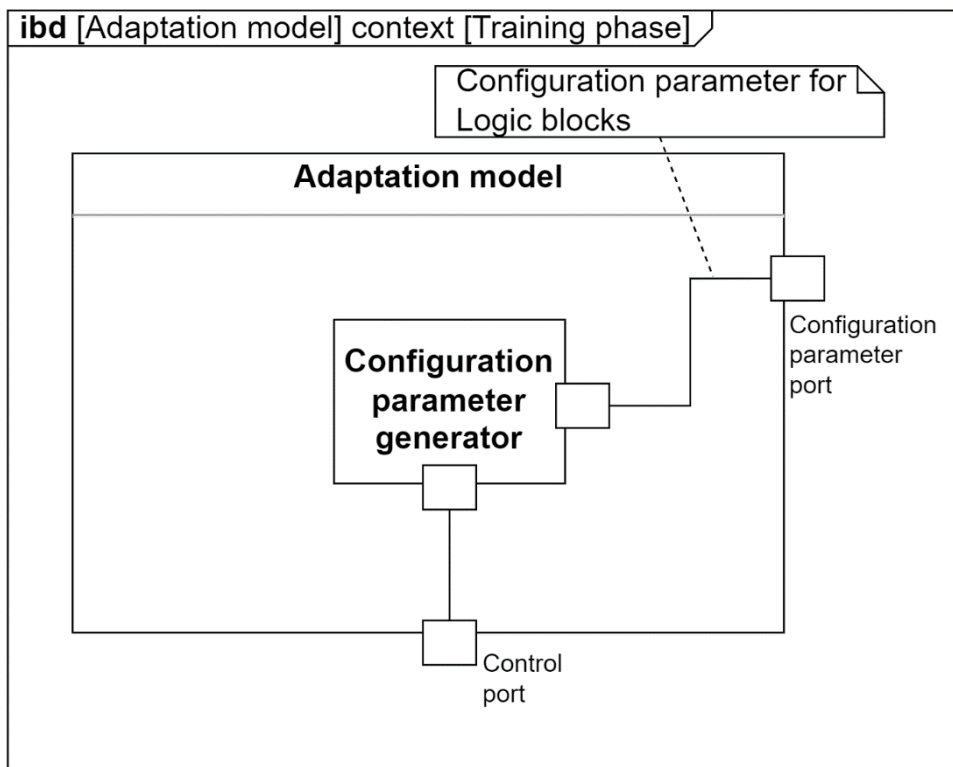 ibd [Adaptation model] context [Training phase]
Configuration parameter for
Logic blocks
Adaptation model
Configuration
parameter
port
Configuration
parameter
generator
Control
port